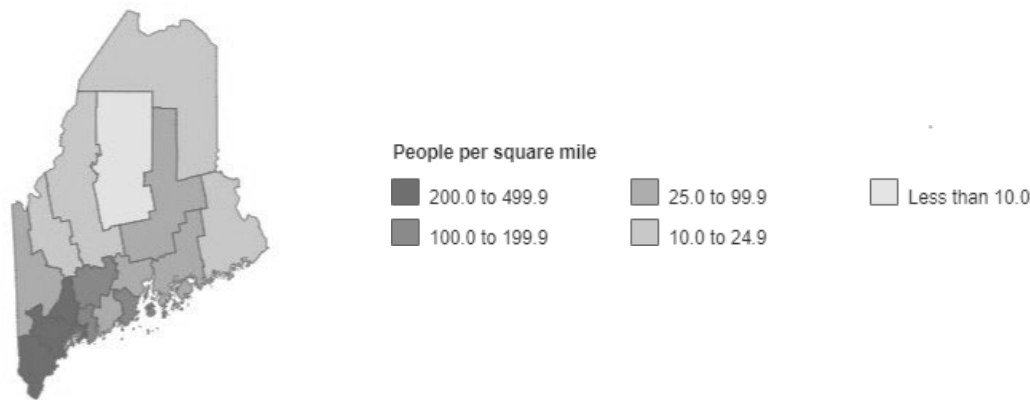 People per square mile
200.0 to 499.9 25.0 to 99.9 Less than 10.0
100.0 to 199.9 10.0 to 24.9